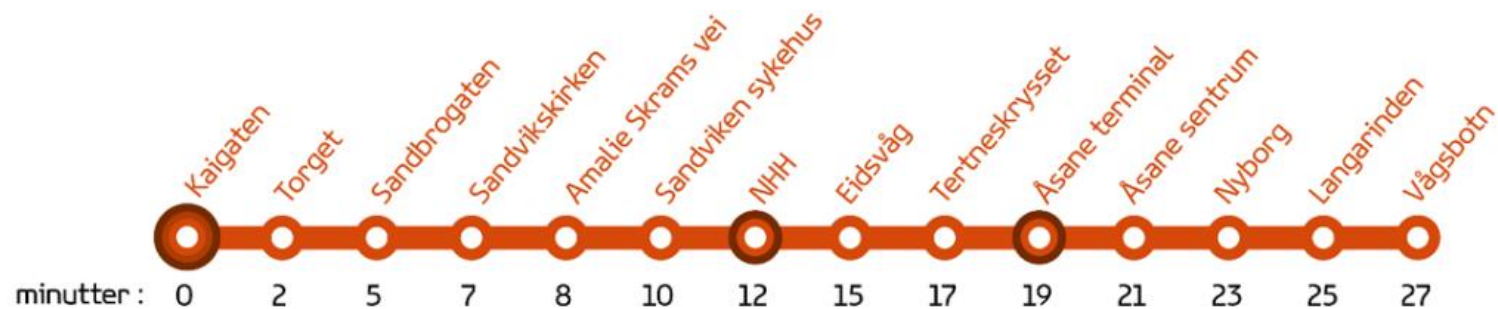 Kaigaten
Torget
Sandbrogaten
Sandvikskirken
Amalie Skrams vei
Sandviken sykehus
NHH
Eidsvåg
Tertneskrysset
Åsane terminal
Åsane sentrum
Nyborg
Langarinden
Vågsbotn
minutter : 0 2 5 7 8 10 12 15 17 19 21 23 25 27